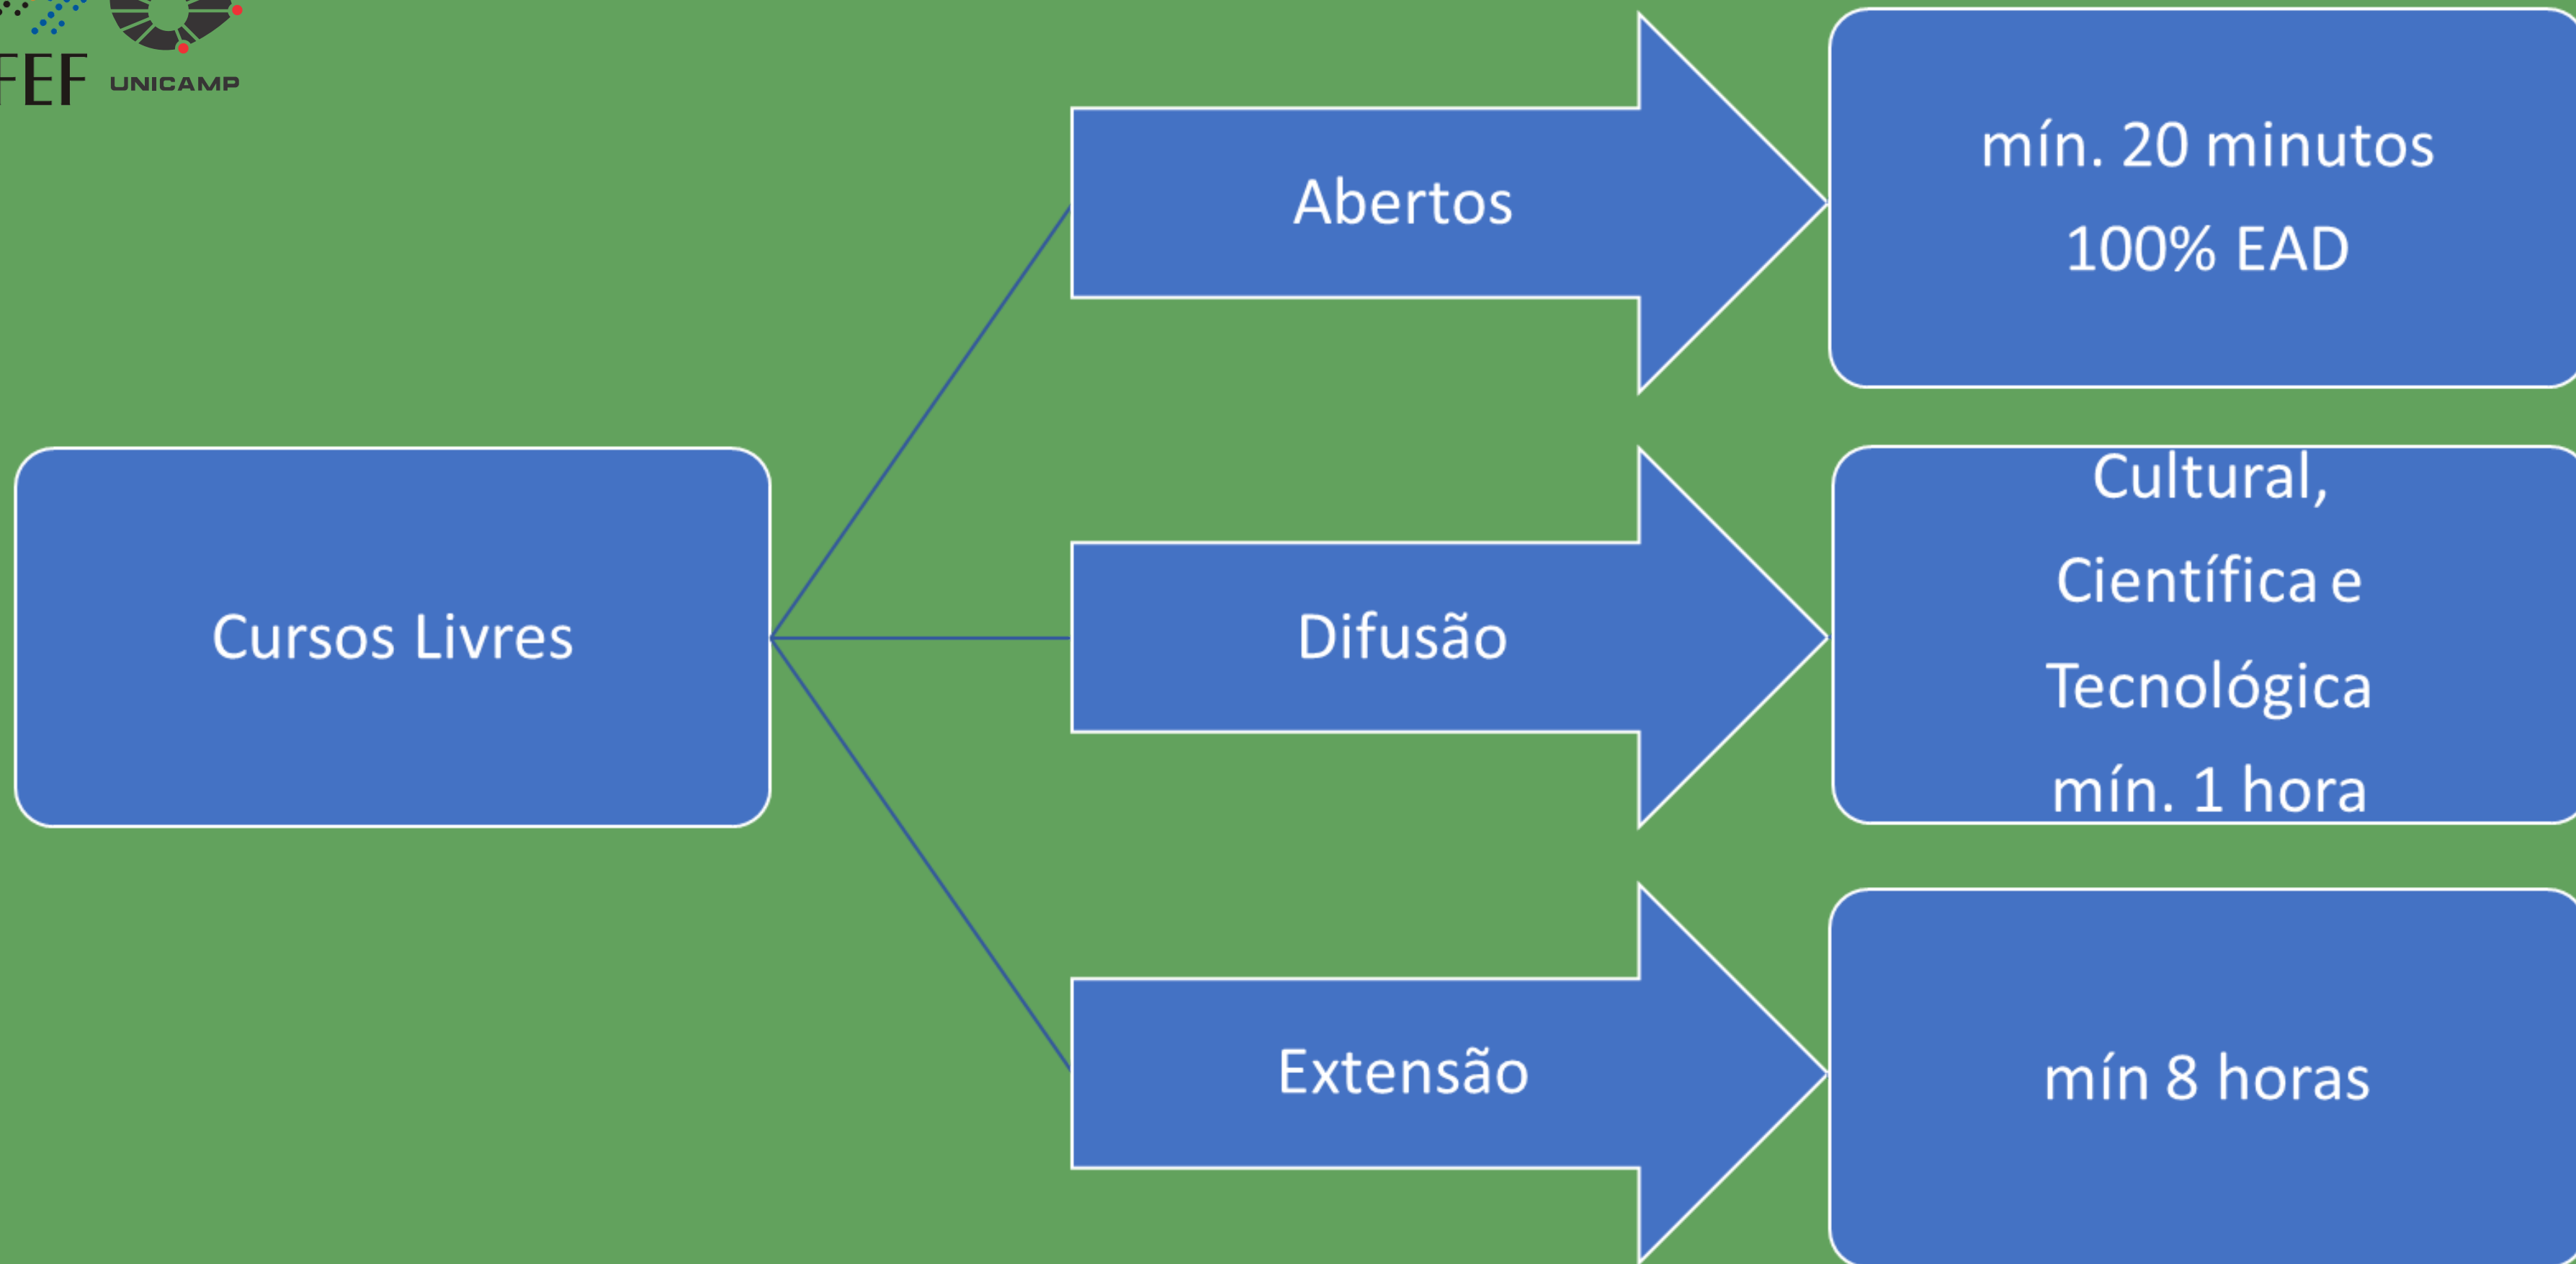 FEF
UNICAMP
Cursos Livres
Abertos
mín. 20 minutos
100% EAD
Difusão
Cultural,
Científica e
Tecnológica
mín. 1 hora
Extensão
mín 8 horas